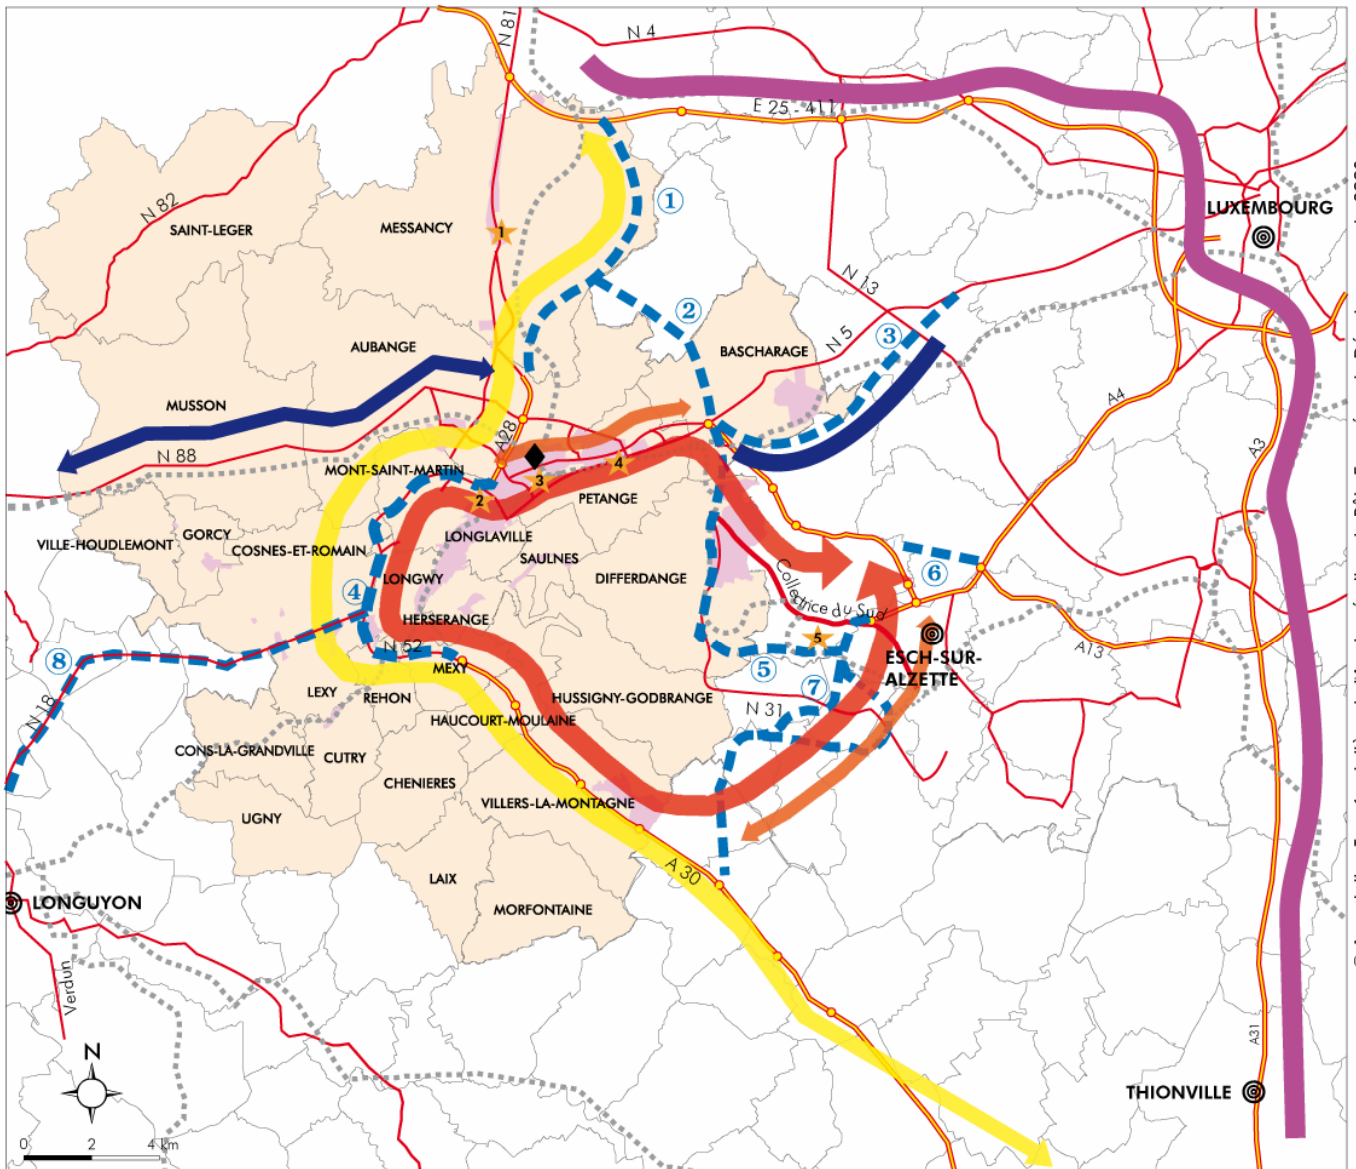 N 81
N 4
E 25 - 411
N 82
SAINT-LEGER
MESSANCY
1
①
LUXEMBOURG
N 13
②
③
N 5
AUBANGE
BASCHARAGE
MUSSON
A4
A28
A3
N 88
MONT-SAINT-MARTIN
4
3
2
PETANGE
GORCY
VILLE-HOUDLEMONT
COSNES-ET-ROMAIN
LONGLAVILLE
SAULNES
LONGWY
DIFFERDANGE
⑥
④
Collectrice du Sud
HERSERANGE
5
N 52
A13
ESCH-SUR-
ALZETTE
⑧
MEXY
⑤
⑦
LEXY
REHON
HUSSIGNY-GODBRANGE
N 31
N 18
HAUCOURT-MOULAINE
CONS-LA-GRANDVILLE
CUTRY
CHENIERES
VILLERS-LA-MONTAGNE
UGNY
A 30
LAIX
LONGUYON
MORFONTAINE
Verdun
A31
N
THIONVILLE
0 2 4 km